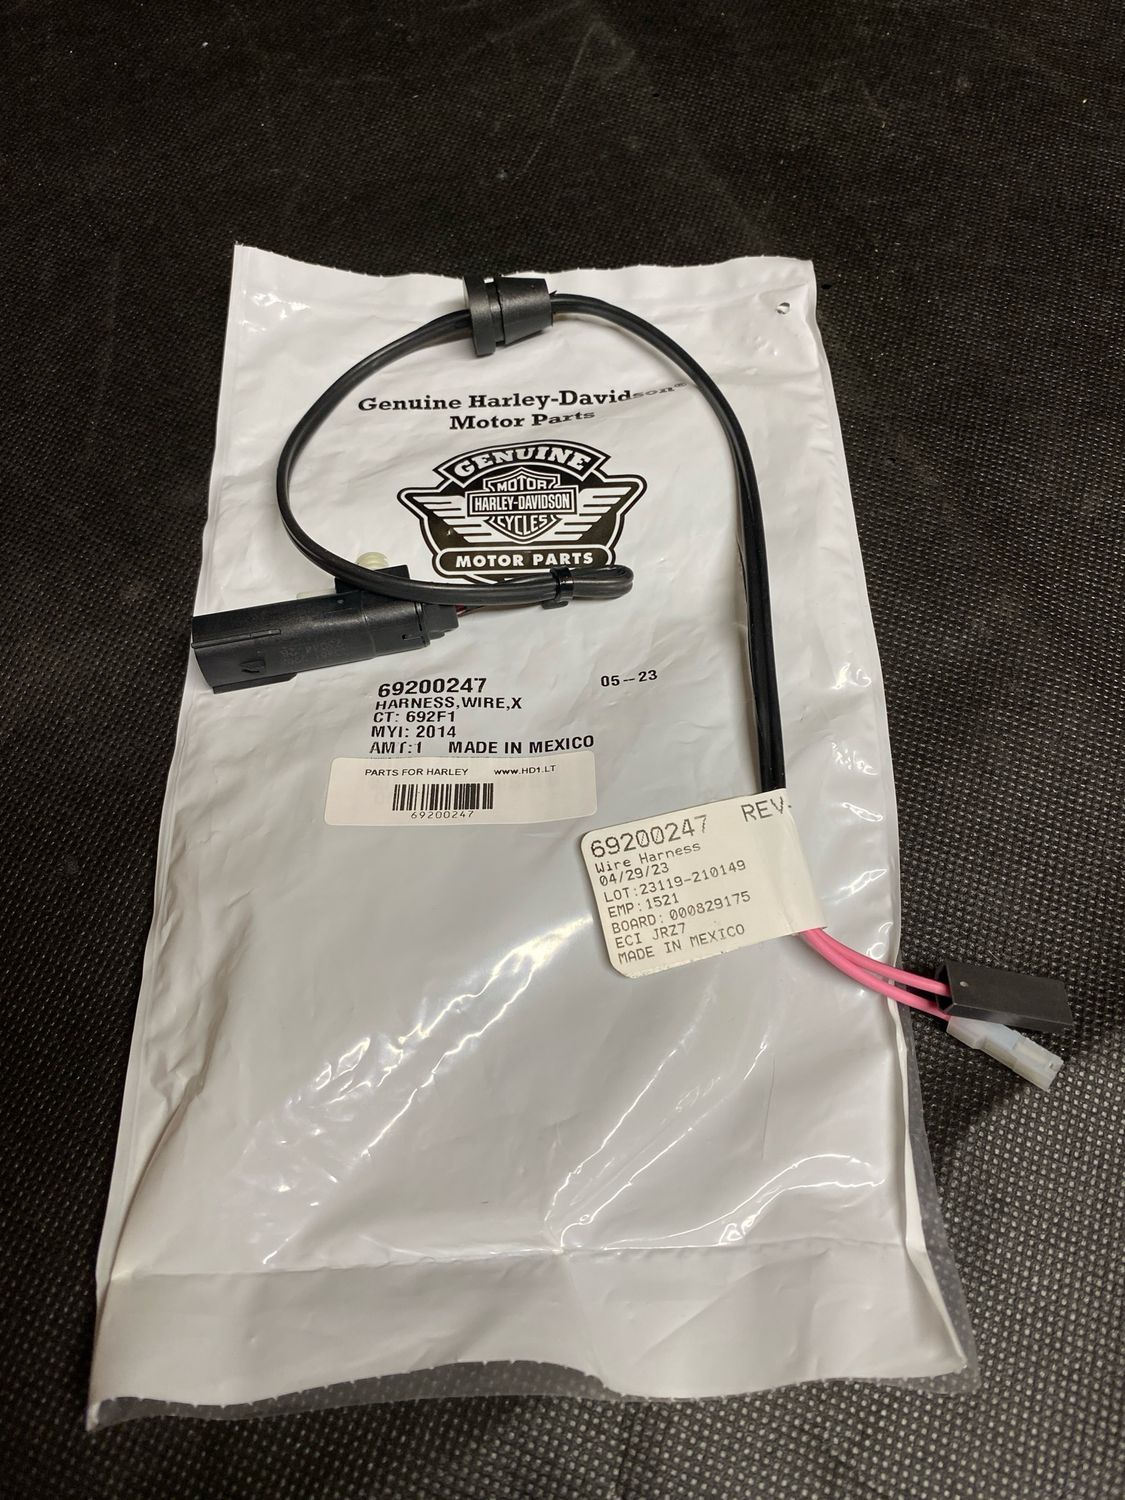 Genuine Harley-Davidson®
Motor Parts
GENUINE
MOTOR
HARLEY-DAVIDSON
CYCLES
MOTOR PARTS
69200247 05--23
HARNESS,WIRE,X
CT: 692F1
MYI: 2014
AMT:1 MADE IN MEXICO
PARTS FOR HARLEY www.HD1.LT
69200247
69200247 REV-
Wire Harness
04/29/23
LOT:23119-210149
EMP:1521
BOARD: 000829175
ECI JRZ7
MADE IN MEXICO